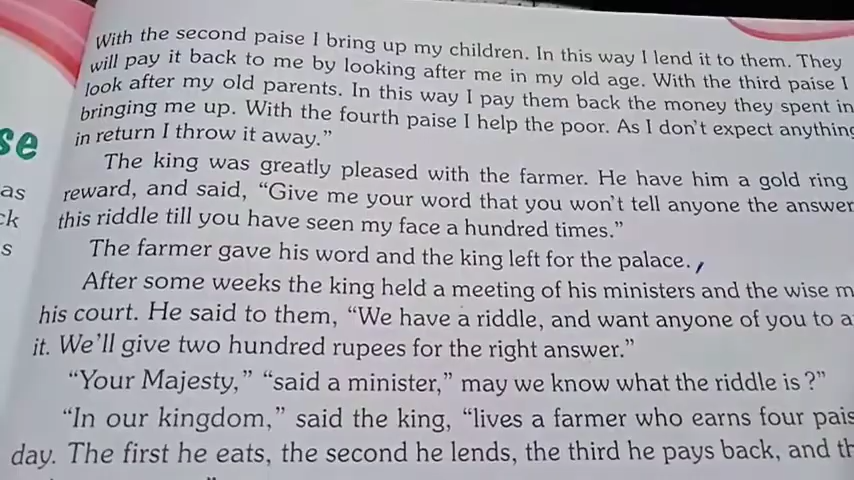 With the second paise I bring up my children. In this way I lend it to them. They
will pay it back to me by looking after me in my old age. With the third paise I
look after my old parents. In this way I pay them back the money they spent in
bringing me up. With the fourth paise I help the poor. As I don't expect anything
in return I throw it away.”
The king was greatly pleased with the farmer. He have him a gold ring
reward, and said, “Give me your word that you won't tell anyone the answer
this riddle till you have seen my face a hundred times.”
The farmer gave his word and the king left for the palace.
After some weeks the king held a meeting of his ministers and the wise
his court. He said to them, “We have a riddle, and want anyone of you to
it. We'll give two hundred rupees for the right answer.”
“Your Majesty,” “said a minister,” may we know what the riddle is ?”
“In our kingdom,” said the king, “lives a farmer who earns four
day. The first he eats, the second he lends, the third he pays back, and